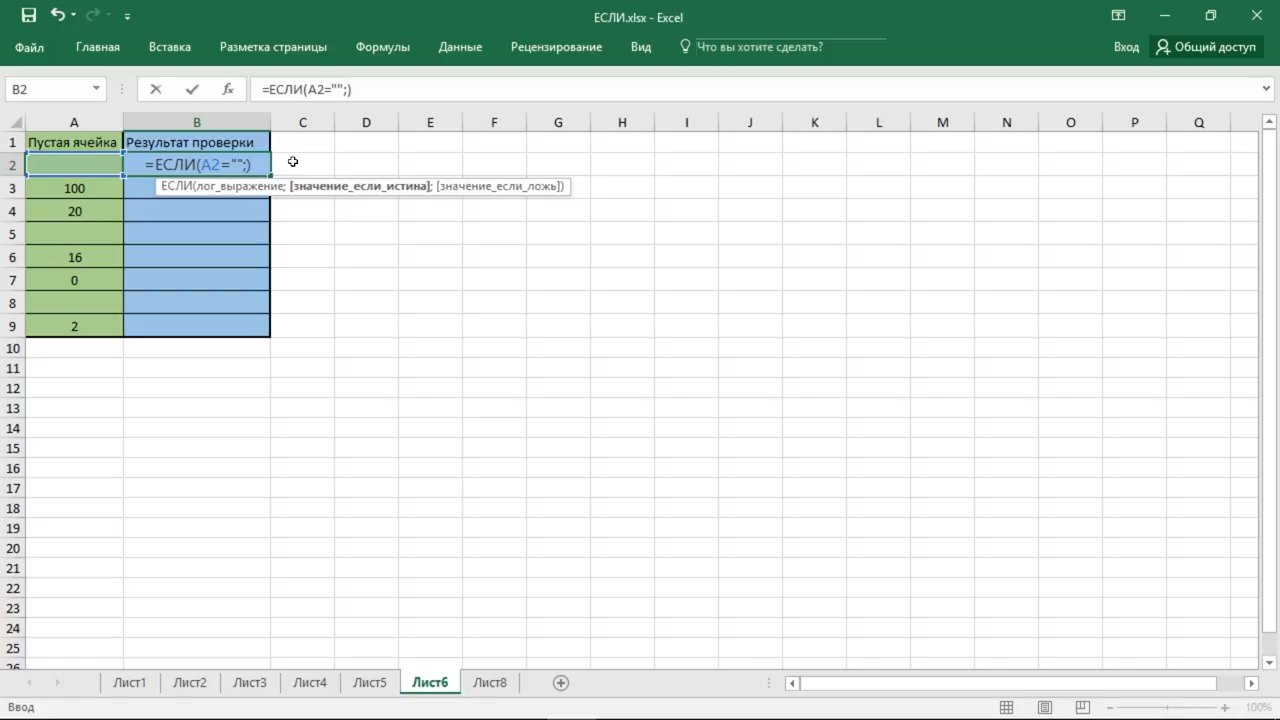 ЕСЛИ.xlsx - Excel
Файл Главная Вставка Разметка страницы Формулы Данные Рецензирование Вид Что вы хотите сделать? Вход Общий доступ
B2 fx =ЕСЛИ(A2="";)
A B C D E F G H I J K L M N O P Q
1 Пустая ячейка Результат проверки
2 =ЕСЛИ(A2="";)
ЕСЛИ(лог_выражение; [значение_если_истина]; [значение_если_ложь])
3 100
4 20
5
6 16
7 0
8
9 2
10
11
12
13
14
15
16
17
18
19
20
21
22
23
24
25
26
Лист1 Лист2 Лист3 Лист4 Лист5 Лист6 Лист8
Ввод 100%